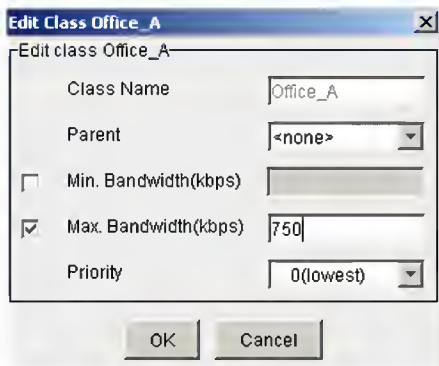 Edit Class Office_A
Edit class Office_A
Class Name Office_A
Parent <none>
Min. Bandwidth(kbps)
Max. Bandwidth(kbps) 750
Priority 0(lowest)
OK Cancel